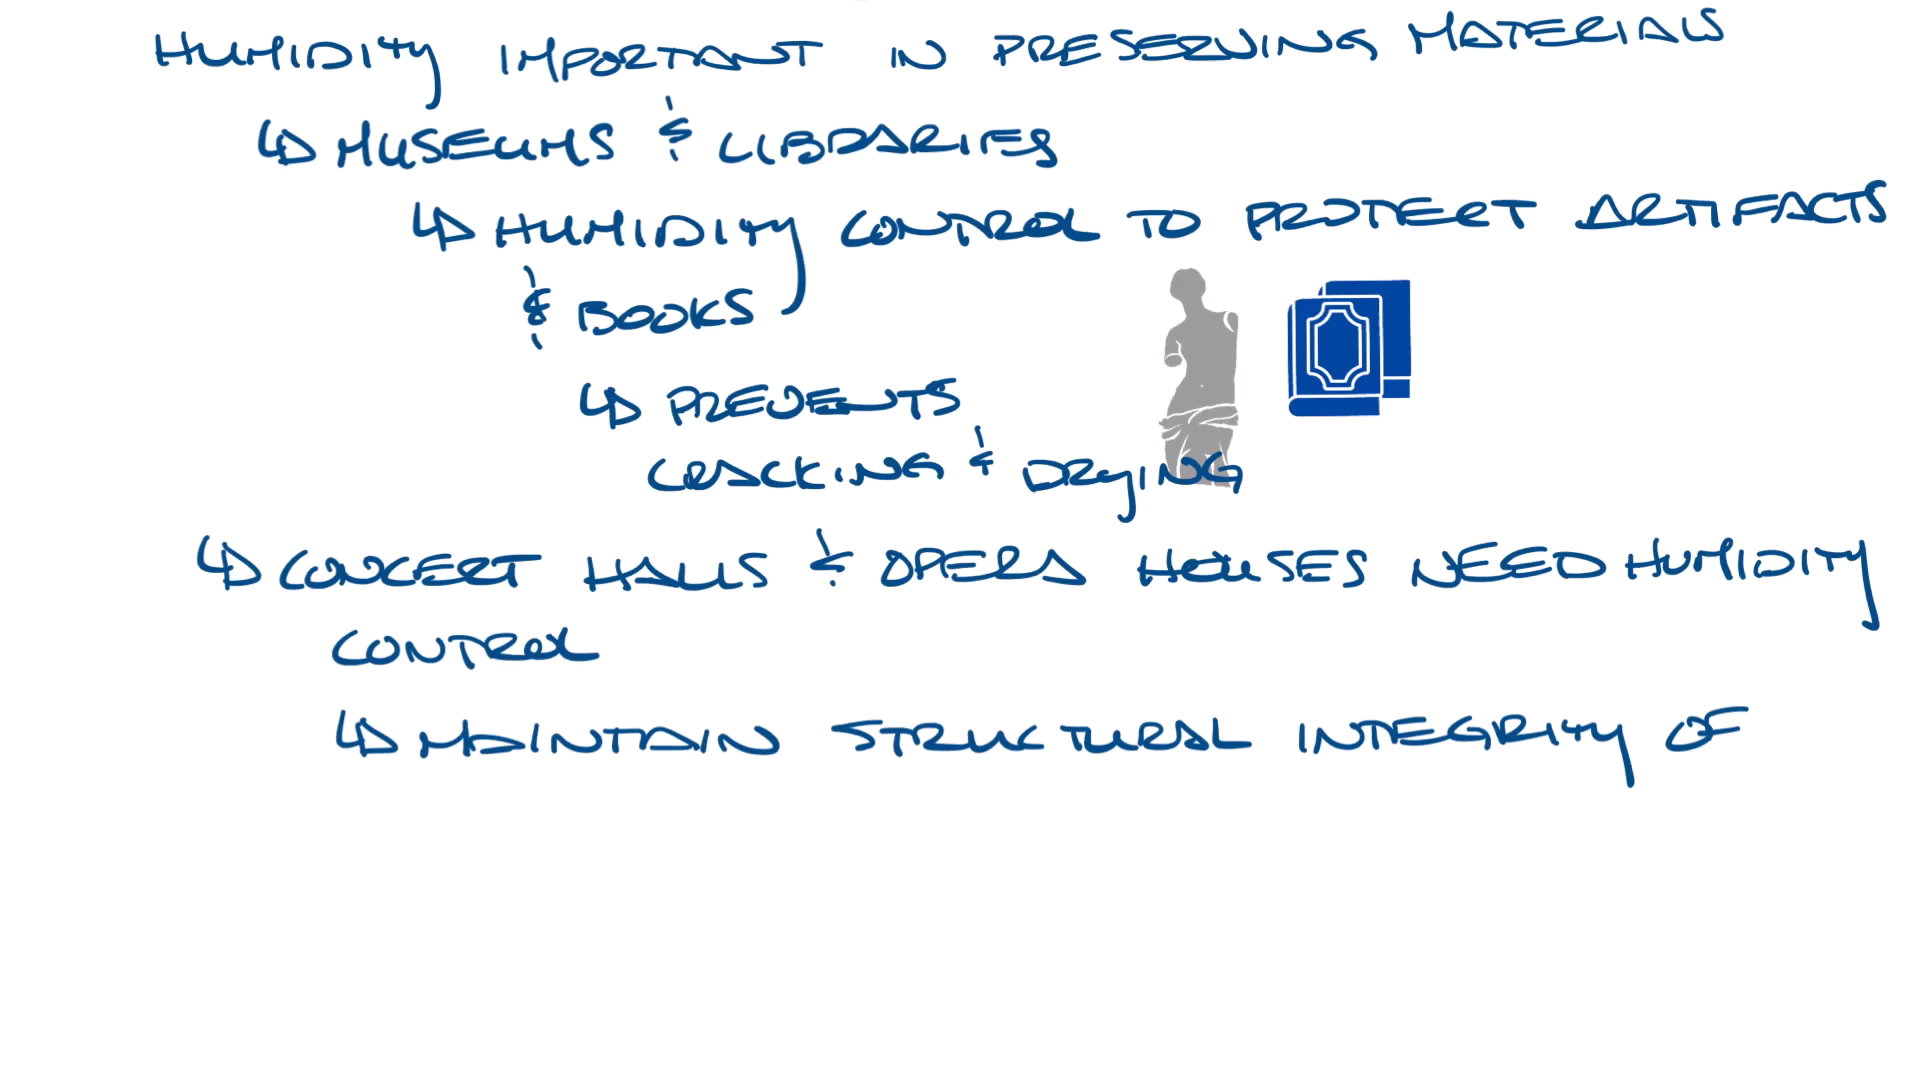 HUMIDITY IMPORTANT IN PRESERVING MATERIALS
↳ MUSEUMS & LIBRARIES
↳ HUMIDITY CONTROL TO PROTECT ARTIFACTS
& BOOKS
↳ PREVENTS
CRACKING & DRYING
↳ CONCERT HALLS & OPERA HOUSES NEED HUMIDITY
CONTROL
↳ MAINTAIN STRUCTURAL INTEGRITY OF